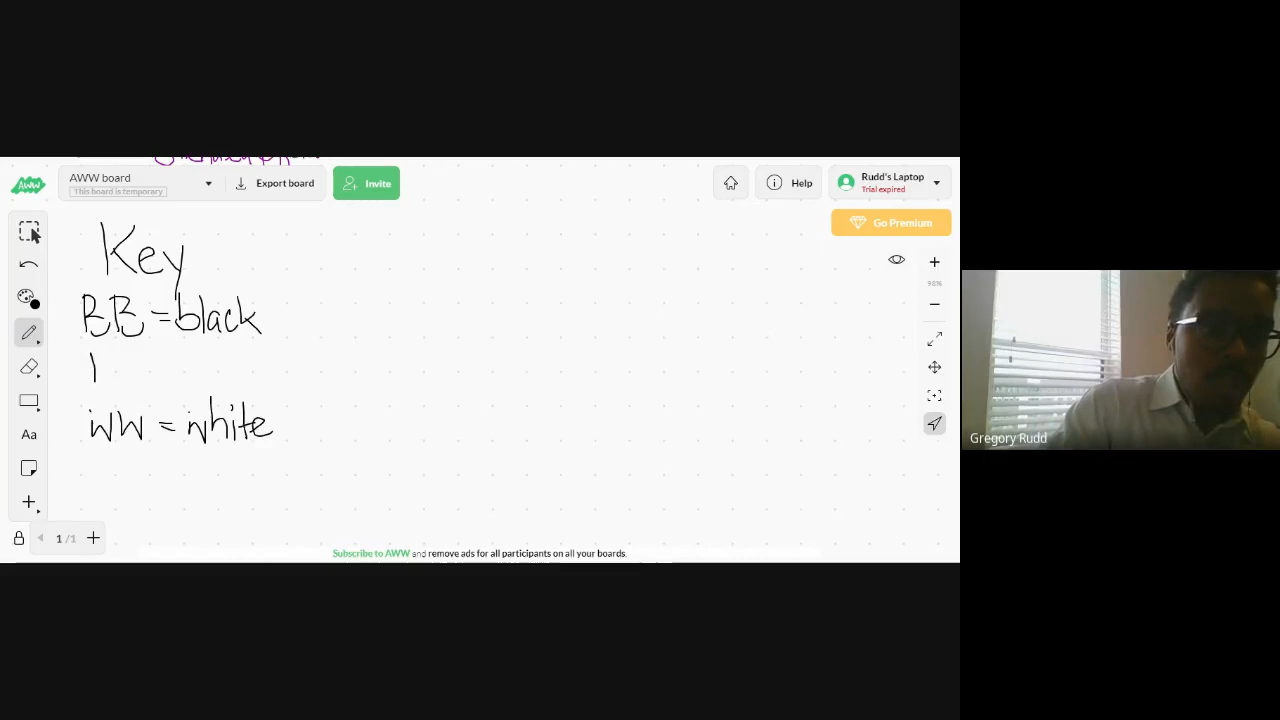 AWW
AWW board
This board is temporary
Export board
Invite
Help
Rudd's Laptop
Trial expired
Go Premium
Key
BB = black
WW = white
98%
Aa
1 / 1
Subscribe to AWW and remove ads for all participants on all your boards.
Gregory Rudd